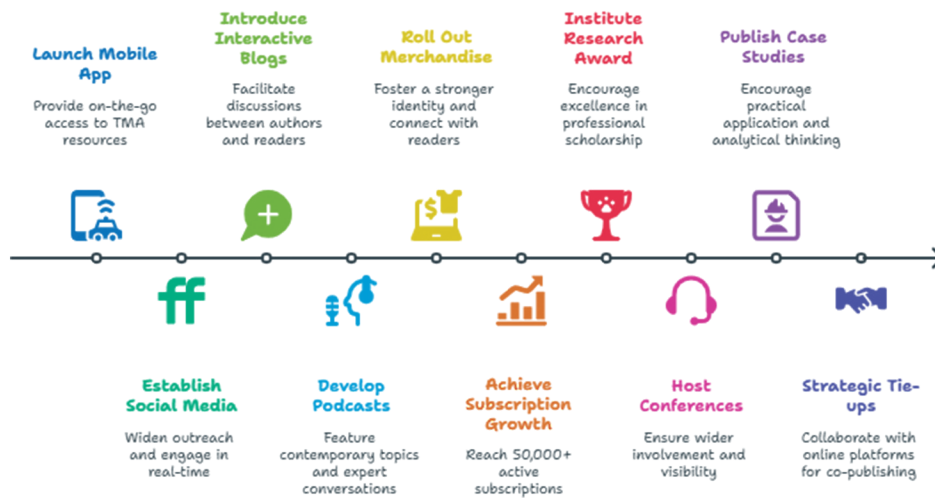 Launch Mobile
App
Provide on-the-go
access to TMA
resources
Introduce
Interactive
Blogs
Facilitate
discussions
between authors
and readers
Roll Out
Merchandise
Foster a stronger
identity and
connect with
readers
Institute
Research
Award
Encourage
excellence in
professional
scholarship
Publish Case
Studies
Encourage
practical
application and
analytical thinking
$
ff
Establish
Social Media
Widen outreach
and engage in
real-time
Develop
Podcasts
Feature
contemporary topics
and expert
conversations
Achieve
Subscription
Growth
Reach 50,000+
active
subscriptions
Host
Conferences
Ensure wider
involvement and
visibility
Strategic Tie-
ups
Collaborate with
online platforms
for co-publishing